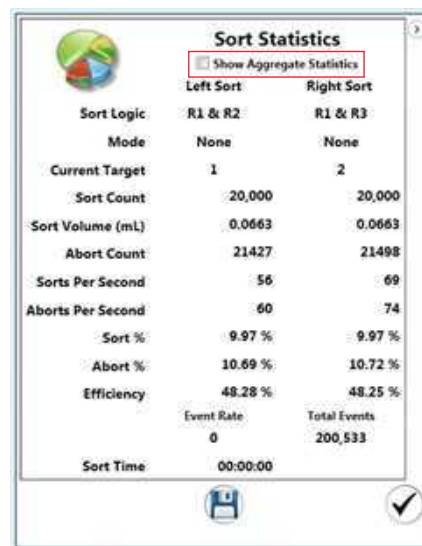 Sort Statistics
Show Aggregate Statistics
Left Sort Right Sort
Sort Logic R1 & R2 R1 & R3
Mode None None
Current Target 1 2
Sort Count 20,000 20,000
Sort Volume (mL) 0.0663 0.0663
Abort Count 21427 21498
Sorts Per Second 56 69
Aborts Per Second 60 74
Sort % 9.97 % 9.97 %
Abort % 10.69 % 10.72 %
Efficiency 48.28 % 48.25 %
Event Rate Total Events
0 200,533
Sort Time 00:00:00